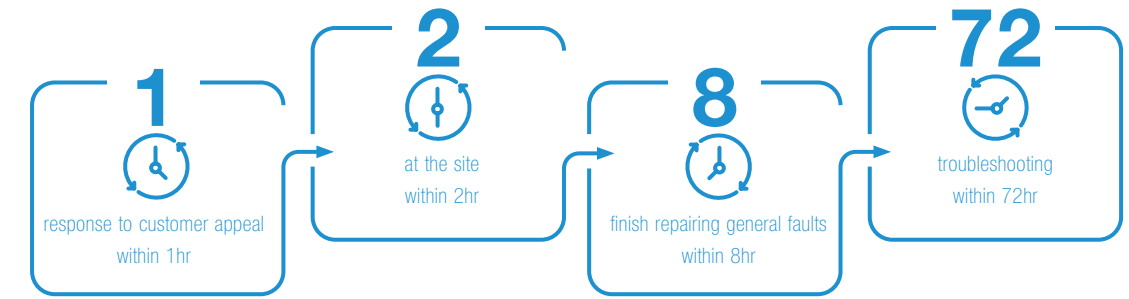 1
response to customer appeal
within 1hr
2
at the site
within 2hr
8
finish repairing general faults
within 8hr
72
troubleshooting
within 72hr